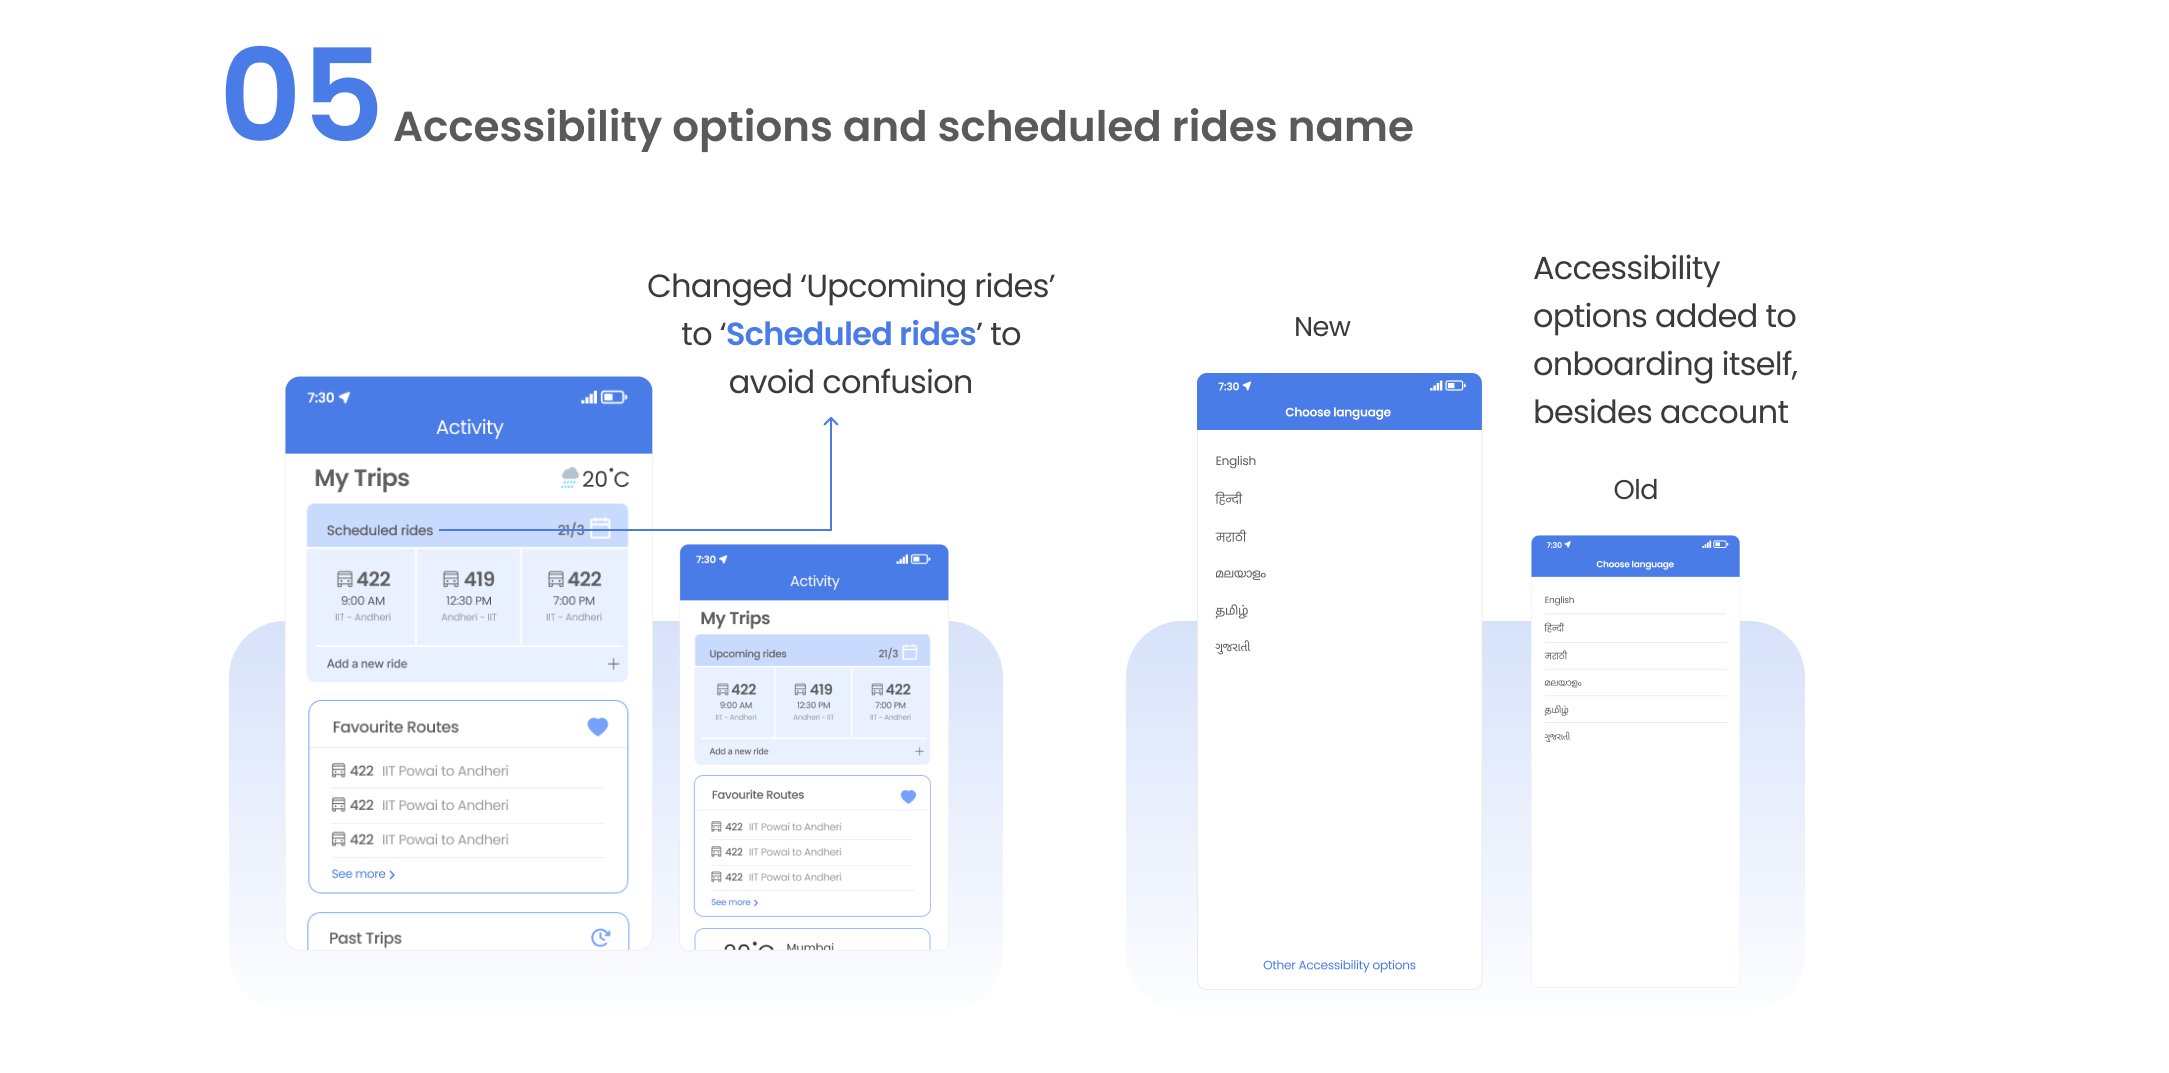 05 Accessibility options and scheduled rides name
Changed ‘Upcoming rides’
to ‘Scheduled rides’ to
avoid confusion
7:30
Activity
My Trips
20°C
Scheduled rides
21/3
422
9:00 AM
IIT - Andheri
419
12:30 PM
Andheri - IIT
422
7:00 PM
IIT - Andheri
Add a new ride
+
Favourite Routes
422 IIT Powai to Andheri
422 IIT Powai to Andheri
422 IIT Powai to Andheri
See more >
Past Trips
7:30
Activity
My Trips
Upcoming rides
21/3
422
9:00 AM
IIT - Andheri
419
12:30 PM
Andheri - IIT
422
7:00 PM
IIT - Andheri
Add a new ride
+
Favourite Routes
422 IIT Powai to Andheri
422 IIT Powai to Andheri
422 IIT Powai to Andheri
See more >
Mumbai
New
7:30
Choose language
English
हिन्दी
मराठी
മലയാളം
தமிழ்
ગુજરાતી
Other Accessibility options
Accessibility
options added to
onboarding itself,
besides account
Old
7:30
Choose language
English
हिन्दी
मराठी
മലയാളം
தமிழ்
ગુજરાતી